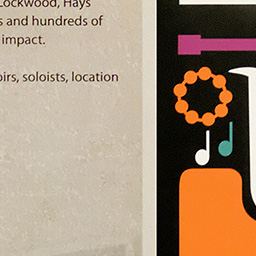 Lockwood, Hays
s and hundreds of
impact.
irs, soloists, location